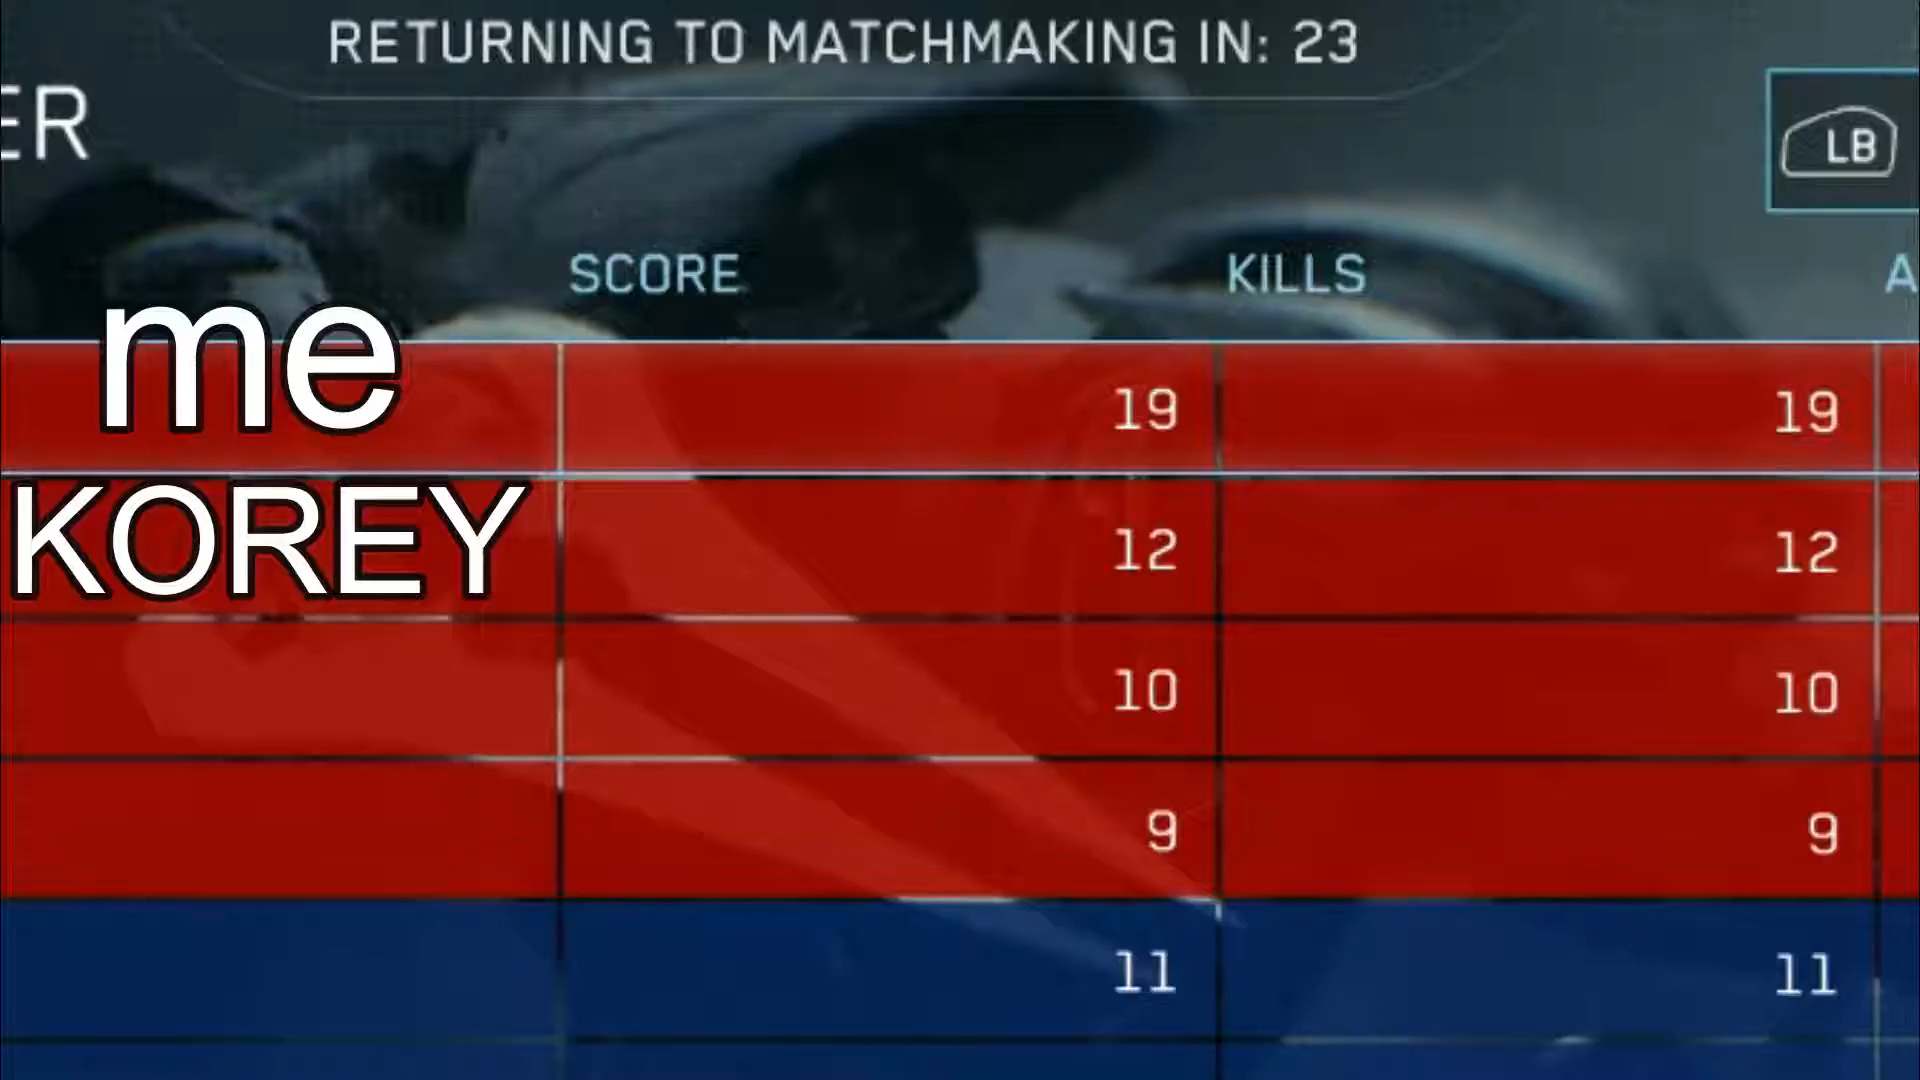 RETURNING TO MATCHMAKING IN: 23
ER
LB
SCORE KILLS A
me 19 19
KOREY 12 12
10 10
9 9
11 11